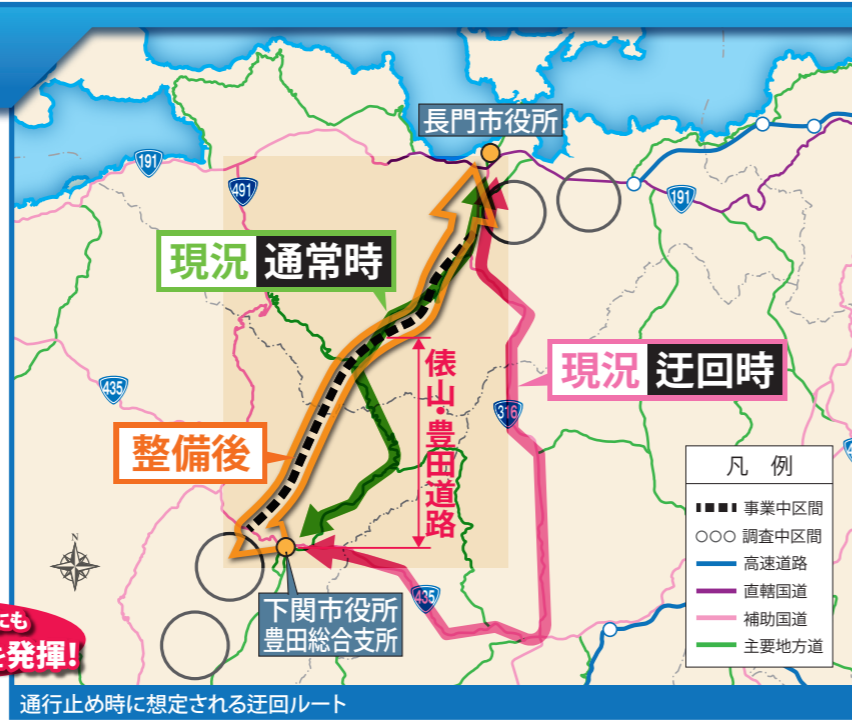 長門市役所
191
491
191
現況 通常時
現況 迂回時
435
316
俵山・豊田道路
整備後
凡 例
事業中区間
調査中区間
高速道路
直轄国道
補助国道
主要地方道
N
435
下関市役所
豊田総合支所
にも
発揮!
通行止め時に想定される迂回ルート